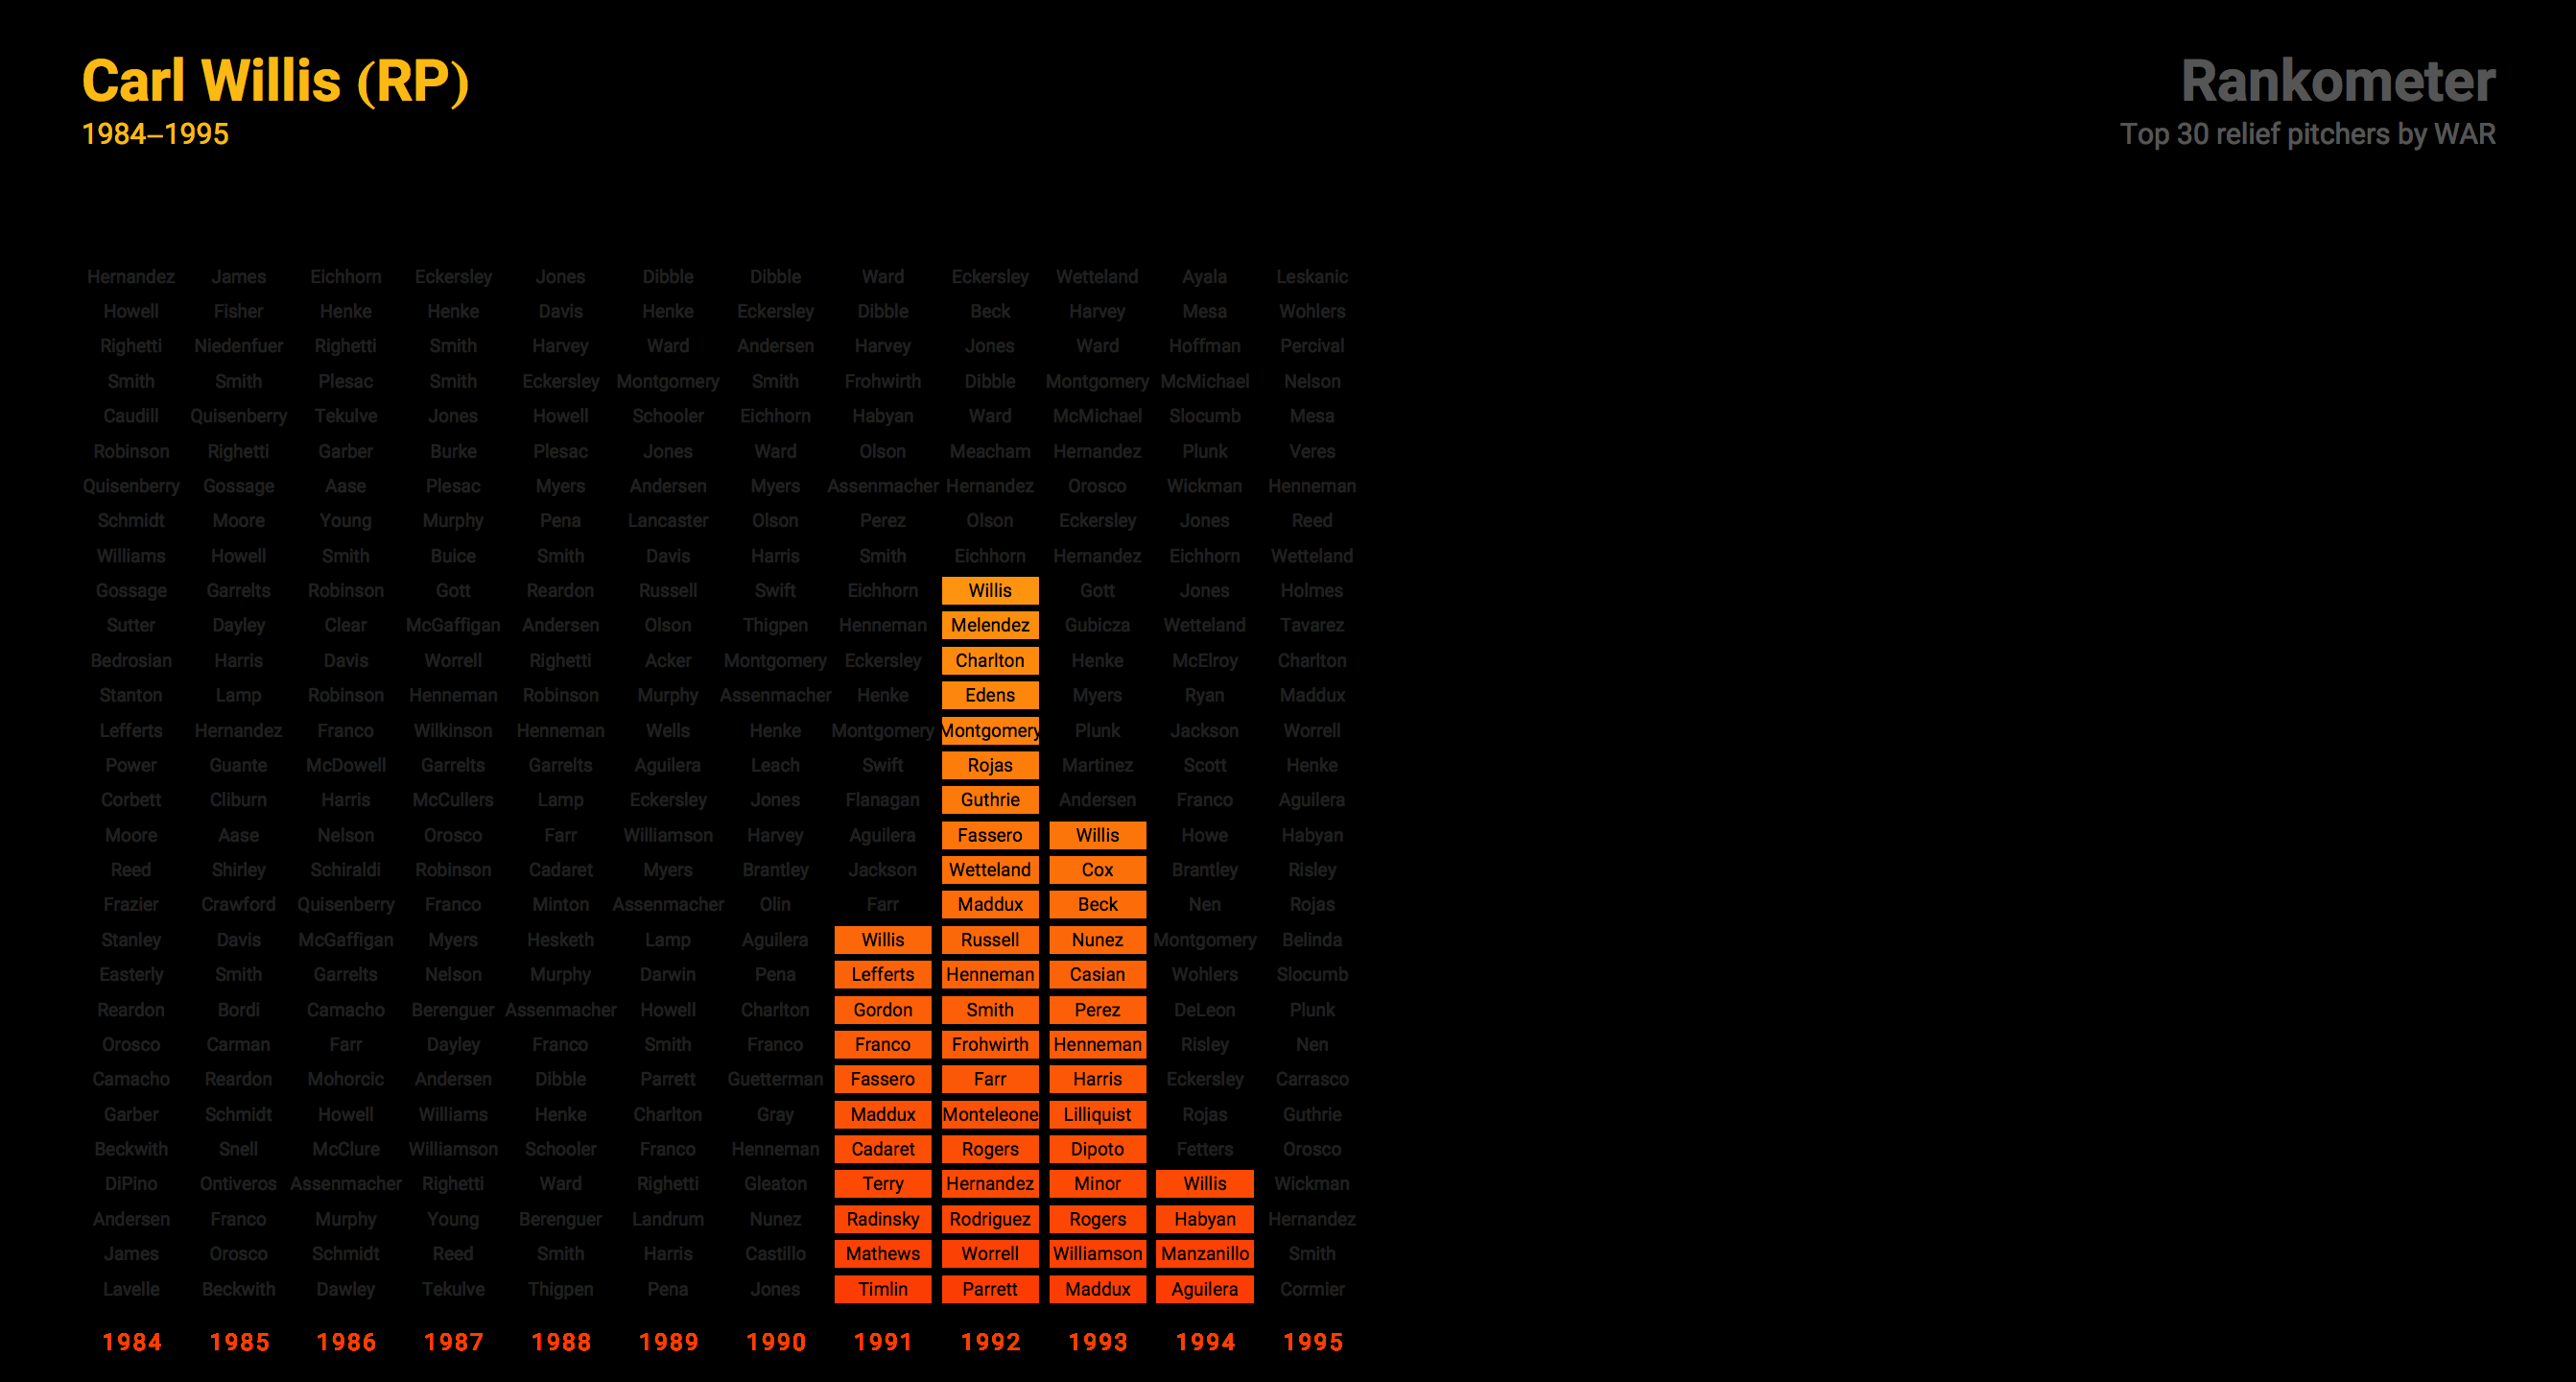 Carl Willis (RP)
1984–1995
Rankometer
Top 30 relief pitchers by WAR
Hernandez James Eichhorn Eckersley Jones Dibble Dibble Ward Eckersley Wetteland Ayala Leskanic
Howell Fisher Henke Henke Davis Henke Eckersley Dibble Beck Harvey Mesa Wohlers
Righetti Niedenfuer Righetti Smith Harvey Ward Andersen Harvey Jones Ward Hoffman Percival
Smith Smith Plesac Smith Eckersley Montgomery Smith Frohwirth Dibble Montgomery McMichael Nelson
Caudill Quisenberry Tekulve Jones Howell Schooler Eichhorn Habyan Ward McMichael Slocumb Mesa
Robinson Righetti Garber Burke Plesac Jones Ward Olson Meacham Hernandez Plunk Veres
Quisenberry Gossage Aase Plesac Myers Andersen Myers Assenmacher Hernandez Orosco Wickman Henneman
Schmidt Moore Young Murphy Pena Lancaster Olson Perez Olson Eckersley Jones Reed
Williams Howell Smith Buice Smith Davis Harris Smith Eichhorn Hernandez Eichhorn Wetteland
Gossage Garrelts Robinson Gott Reardon Russell Swift Eichhorn Willis Gott Jones Holmes
Sutter Dayley Clear McGaffigan Andersen Olson Thigpen Henneman Melendez Gubicza Wetteland Tavarez
Bedrosian Harris Davis Worrell Righetti Acker Montgomery Eckersley Charlton Henke McElroy Charlton
Stanton Lamp Robinson Henneman Robinson Murphy Assenmacher Henke Edens Myers Ryan Maddux
Lefferts Hernandez Franco Wilkinson Henneman Wells Henke Montgomery Montgomery Plunk Jackson Worrell
Power Guante McDowell Garrelts Garrelts Aguilera Leach Swift Rojas Martinez Scott Henke
Corbett Cliburn Harris McCullers Lamp Eckersley Jones Flanagan Guthrie Andersen Franco Aguilera
Moore Aase Nelson Orosco Farr Williamson Harvey Aguilera Fassero Willis Howe Habyan
Reed Shirley Schiraldi Robinson Cadaret Myers Brantley Jackson Wetteland Cox Brantley Risley
Frazier Crawford Quisenberry Franco Minton Assenmacher Olin Farr Maddux Beck Nen Rojas
Stanley Davis McGaffigan Myers Hesketh Lamp Aguilera Willis Russell Nunez Montgomery Belinda
Easterly Smith Garrelts Nelson Murphy Darwin Pena Lefferts Henneman Casian Wohlers Slocumb
Reardon Bordi Camacho Berenguer Assenmacher Howell Charlton Gordon Smith Perez DeLeon Plunk
Orosco Carman Farr Dayley Franco Smith Franco Franco Frohwirth Henneman Risley Nen
Camacho Reardon Mohorcic Andersen Dibble Parrett Guetterman Fassero Farr Harris Eckersley Carrasco
Garber Schmidt Howell Williams Henke Charlton Gray Maddux Monteleone Lilliquist Rojas Guthrie
Beckwith Snell McClure Williamson Schooler Franco Henneman Cadaret Rogers Dipoto Fetters Orosco
DiPino Ontiveros Assenmacher Righetti Ward Righetti Gleaton Terry Hernandez Minor Willis Wickman
Andersen Franco Murphy Young Berenguer Landrum Nunez Radinsky Rodriguez Rogers Habyan Hernandez
James Orosco Schmidt Reed Smith Harris Castillo Mathews Worrell Williamson Manzanillo Smith
Lavelle Beckwith Dawley Tekulve Thigpen Pena Jones Timlin Parrett Maddux Aguilera Cormier
1984 1985 1986 1987 1988 1989 1990 1991 1992 1993 1994 1995